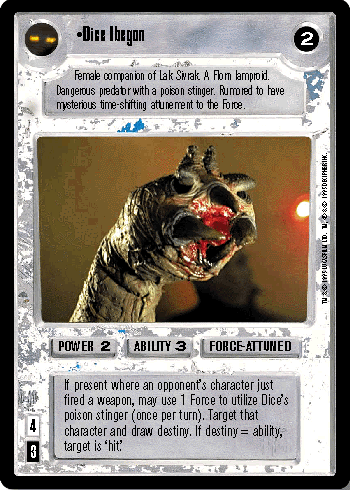 •Dice Ibegon
2
Female companion of Lak Sivrak. A Florn lamproid.
Dangerous predator with a poison stinger. Rumored to have
mysterious time-shifting attunement to the Force.
POWER 2
ABILITY 3
FORCE-ATTUNED
If present where an opponent's character just
fired a weapon, may use 1 Force to utilize Dice's
poison stinger (once per turn). Target that
character and draw destiny. If destiny = ability,
target is 'hit.'
4
3